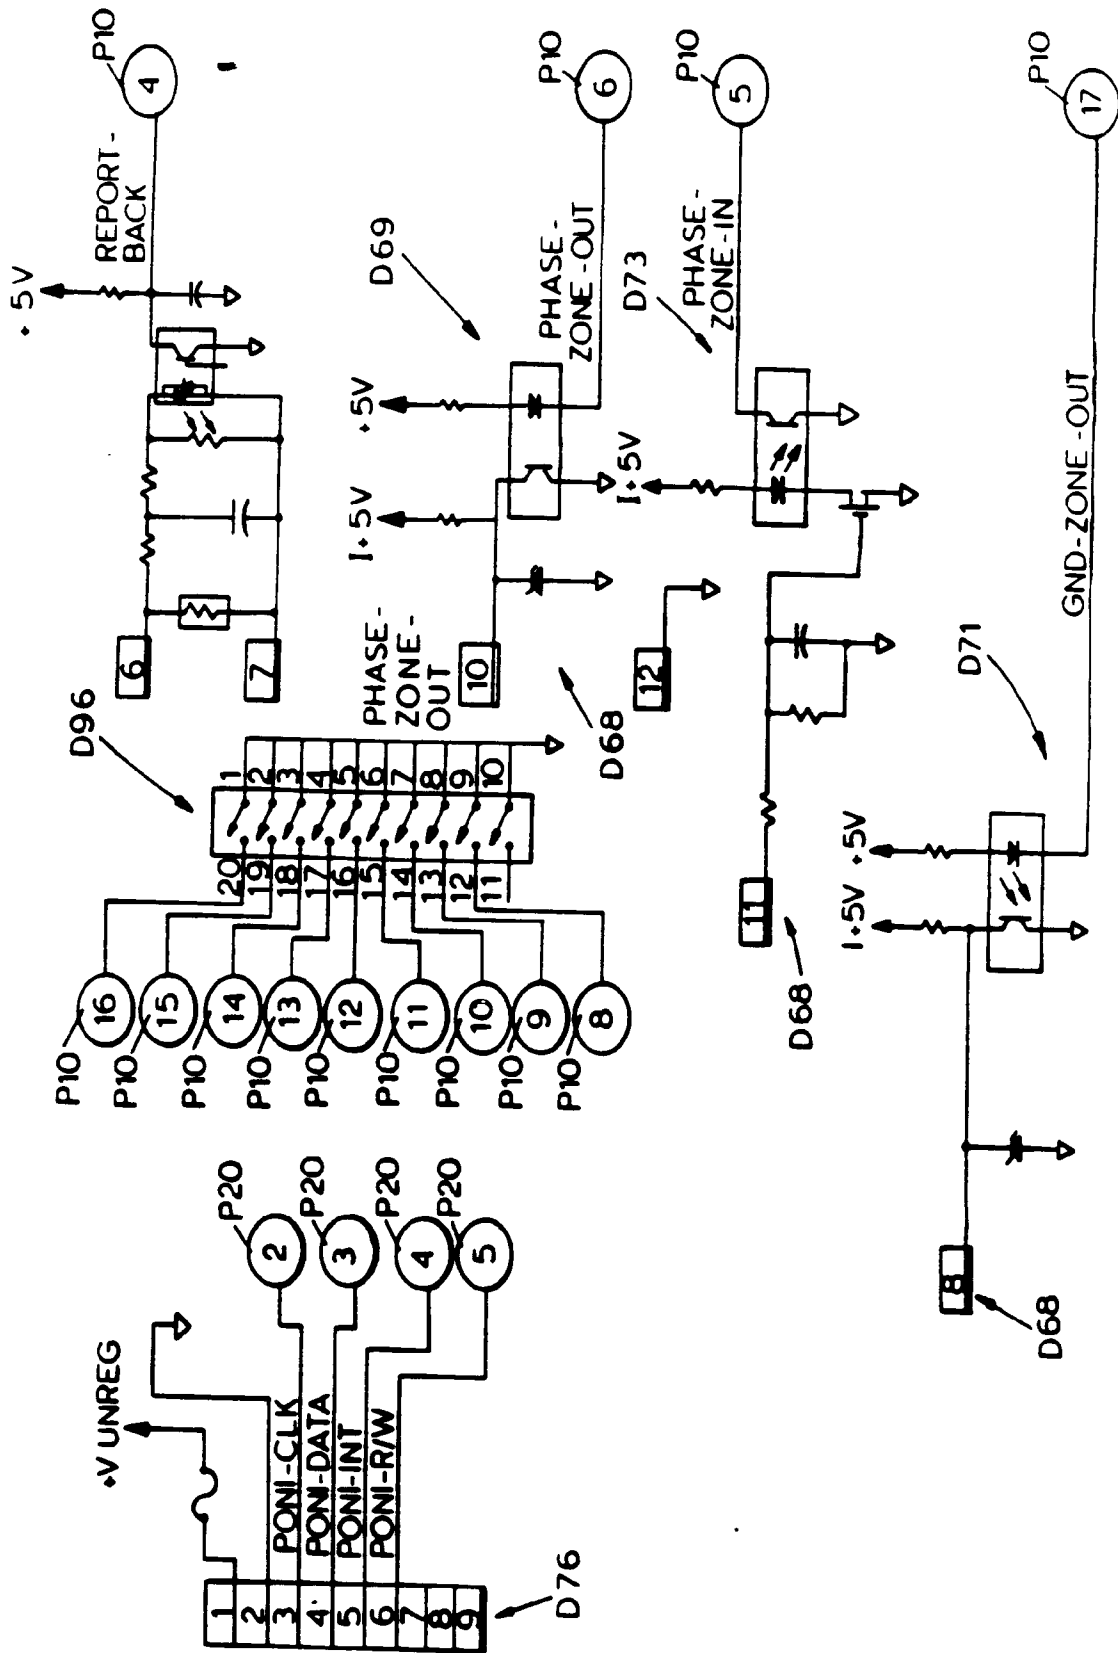 +V UNREG
1
2
3
4
5
6
7
8
9
D76
PONI-CLK
PONI-DATA
PONI-INT
PONI-R/W
P20
2
P20
3
P20
4
P20
5
P10
16
P10
15
P10
14
P10
13
P10
12
P10
11
P10
10
P10
9
P10
8
20
19
18
17
16
15
14
13
12
11
1
2
3
4
5
6
7
8
9
10
D96
6
7
+5V
REPORT-
BACK
P10
4
PHASE-
ZONE-
OUT
10
D68
I+5V
+5V
D69
PHASE-
ZONE-OUT
P10
6
12
I+5V
D73
PHASE-
ZONE-IN
P10
5
11
D68
8
D68
I+5V
+5V
D71
GND-ZONE-OUT
P10
17